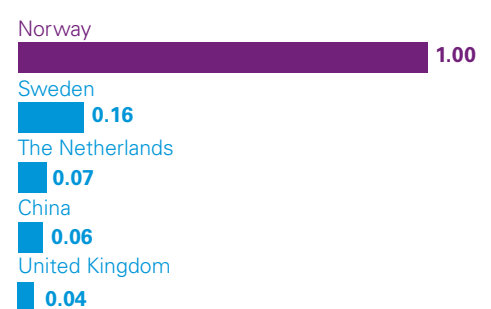 Norway
1.00
Sweden
0.16
The Netherlands
0.07
China
0.06
United Kingdom
0.04